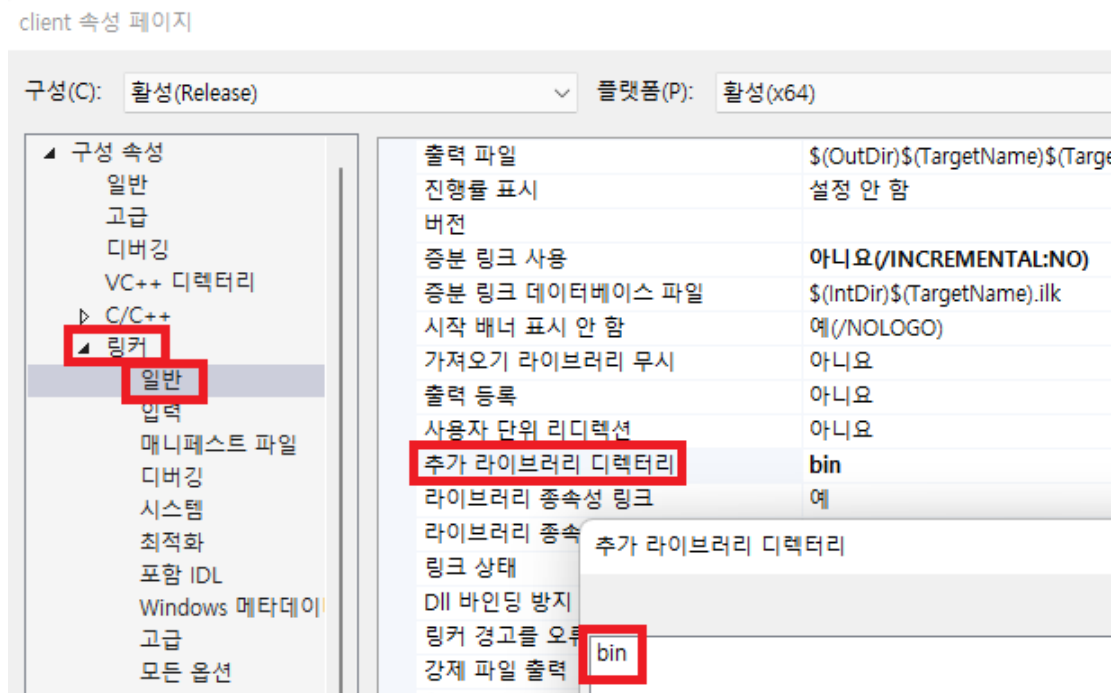 client 속성 페이지
구성(C): 활성(Release) 플랫폼(P): 활성(x64)
구성 속성
일반
고급
디버깅
VC++ 디렉터리
C/C++
링커
일반
입력
매니페스트 파일
디버깅
시스템
최적화
포함 IDL
Windows 메타데이
고급
모든 옵션
출력 파일 $(OutDir)$(TargetName)$(Targe
진행률 표시 설정 안 함
버전
증분 링크 사용 아니요(/INCREMENTAL:NO)
증분 링크 데이터베이스 파일 $(IntDir)$(TargetName).ilk
시작 배너 표시 안 함 예(/NOLOGO)
가져오기 라이브러리 무시 아니요
출력 등록 아니요
사용자 단위 리디렉션 아니요
추가 라이브러리 디렉터리 bin
라이브러리 종속성 링크 예
라이브러리 종속
링크 상태
Dll 바인딩 방지
링커 경고를 오류
강제 파일 출력
추가 라이브러리 디렉터리
bin